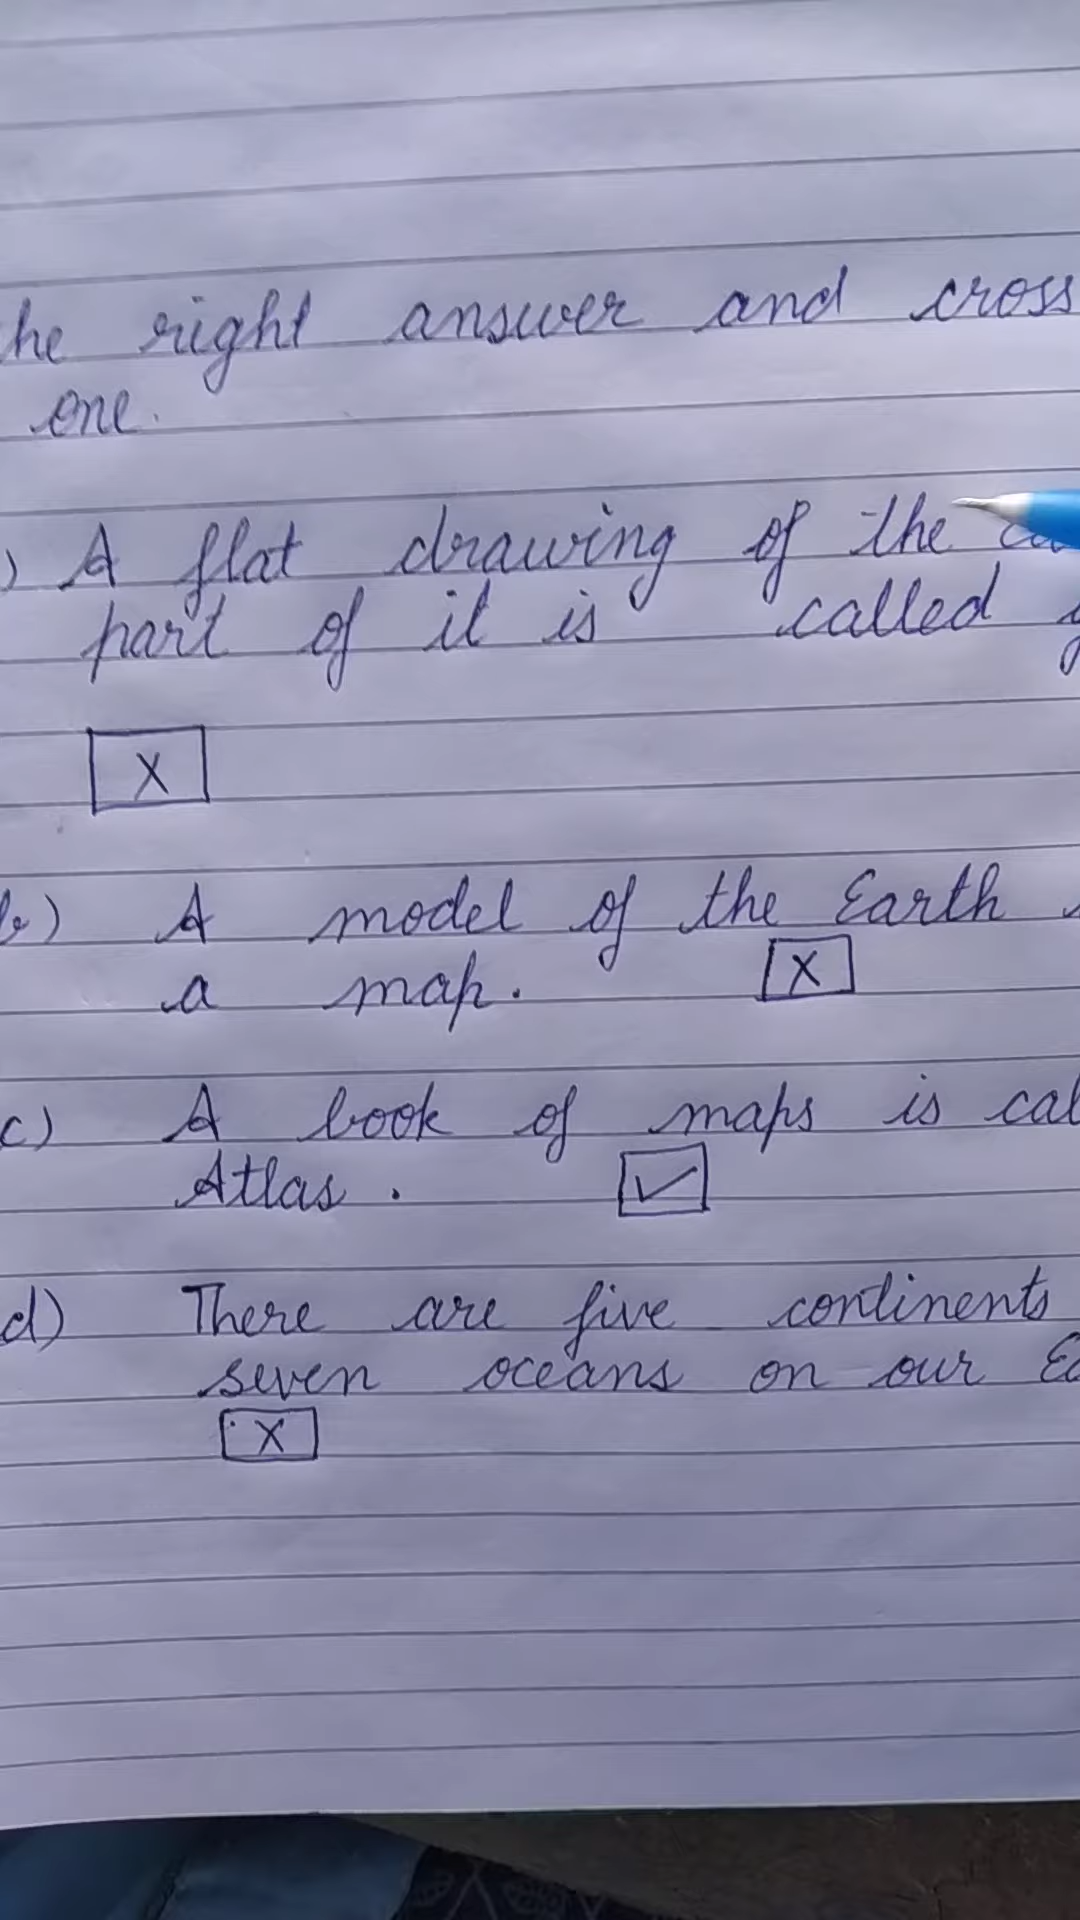 he right answer and cross
one.
) A flat drawing of the
part of it is called
X
b) A model of the Earth
a map. X
c) A book of maps is cal
Atlas. ✓
d) There are five continents
seven oceans on our
X